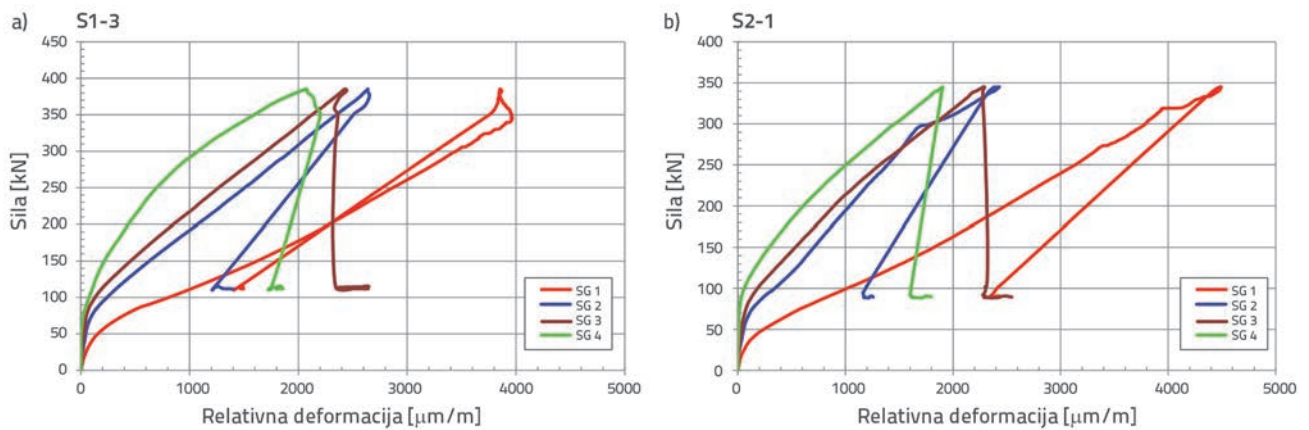 a) S1-3
Sila [kN]
450
400
350
300
250
200
150
100
50
0
0 1000 2000 3000 4000 5000
Relativna deformacija [μm/m]
SG 1
SG 2
SG 3
SG 4
b) S2-1
Sila [kN]
400
350
300
250
200
150
100
50
0
0 1000 2000 3000 4000 5000
Relativna deformacija [μm/m]
SG 1
SG 2
SG 3
SG 4